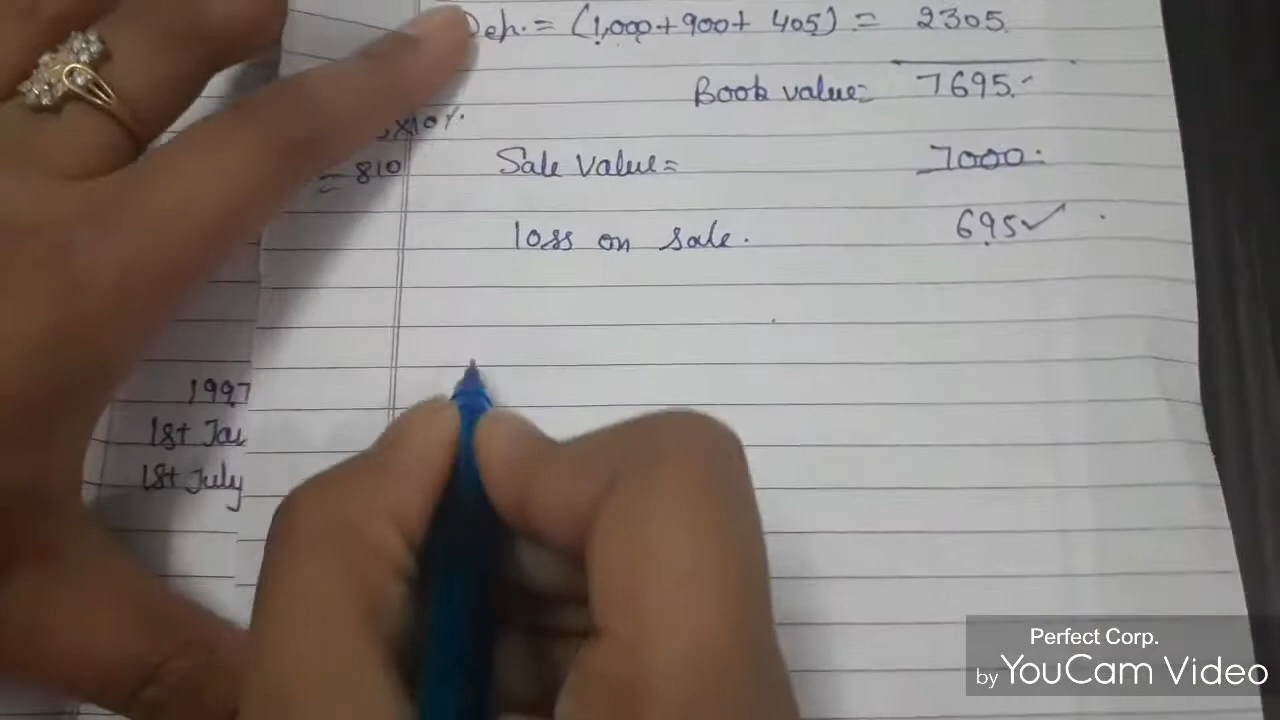 Dep. = (1,000 + 900 + 405) = 2305.
Book value = 7695.
×10%.
= 810
Sale Value = 7000.
loss on sale. 695 ✓
1997
1st Jan
1st July
Perfect Corp.
by YouCam Video